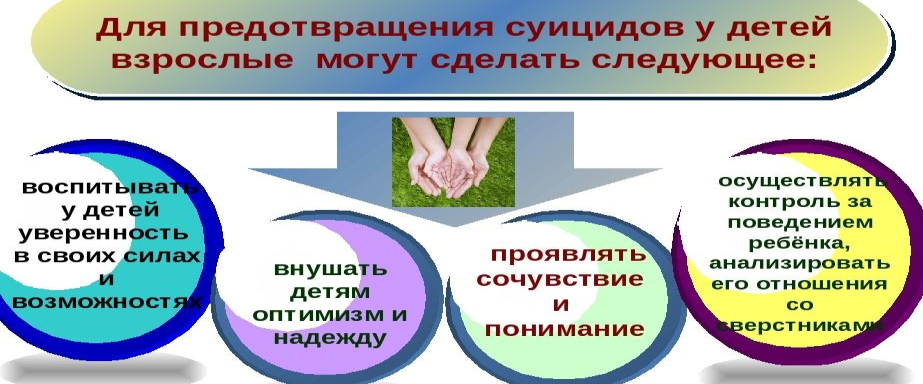 Для предотвращения суицидов у детей
взрослые могут сделать следующее:
воспитывать
у детей
уверенность
в своих силах
и
возможностях
внушать
детям
оптимизм и
надежду
проявлять
сочувствие
и
понимание
осуществлять
контроль за
поведением
ребёнка,
анализировать
его отношения
со
сверстниками